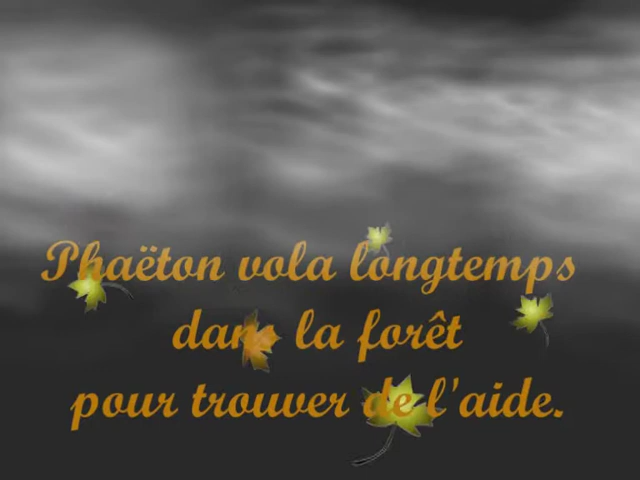 Phaëton vola longtemps
dans la forêt
pour trouver de l'aide.